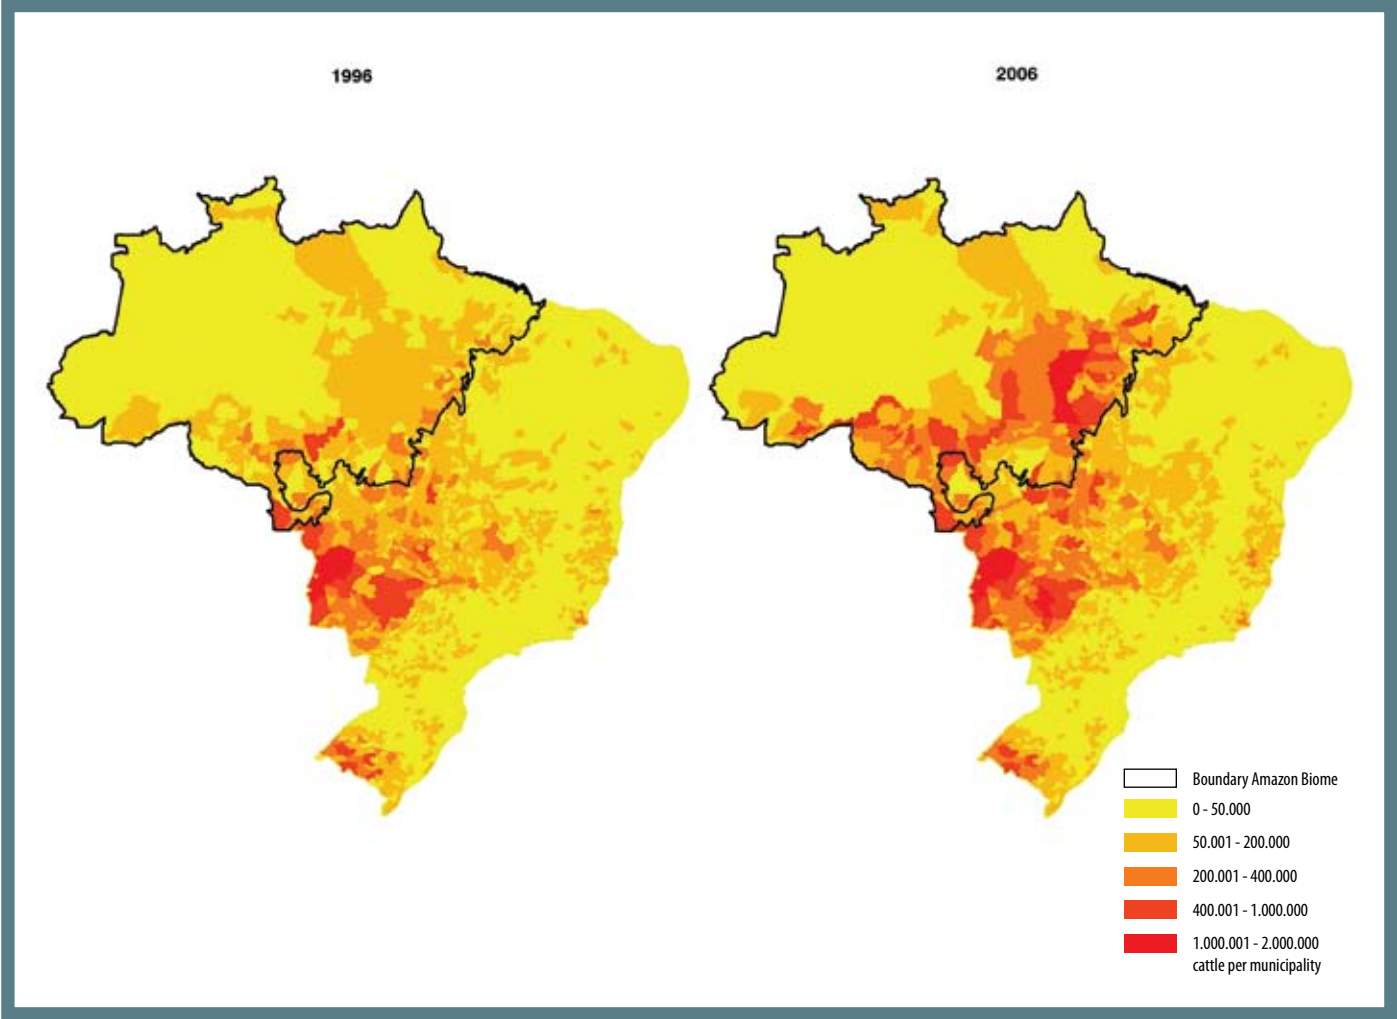 1996
2006
Boundary Amazon Biome
0 - 50.000
50.001 - 200.000
200.001 - 400.000
400.001 - 1.000.000
1.000.001 - 2.000.000
cattle per municipality